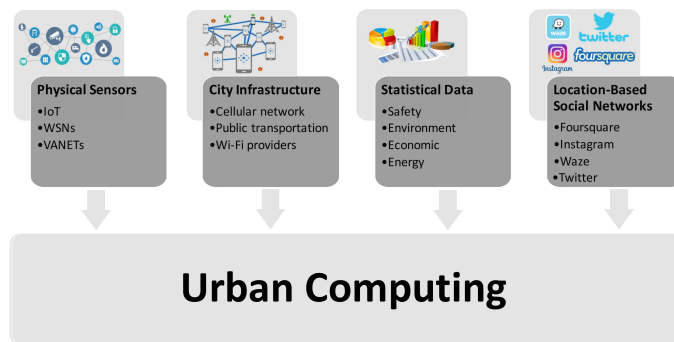 waze
twitter
Instagram
foursquare
Physical Sensors
•IoT
•WSNs
•VANETs
City Infrastructure
•Cellular network
•Public transportation
•Wi-Fi providers
Statistical Data
•Safety
•Environment
•Economic
•Energy
Location-Based
Social Networks
•Foursquare
•Instagram
•Waze
•Twitter
Urban Computing